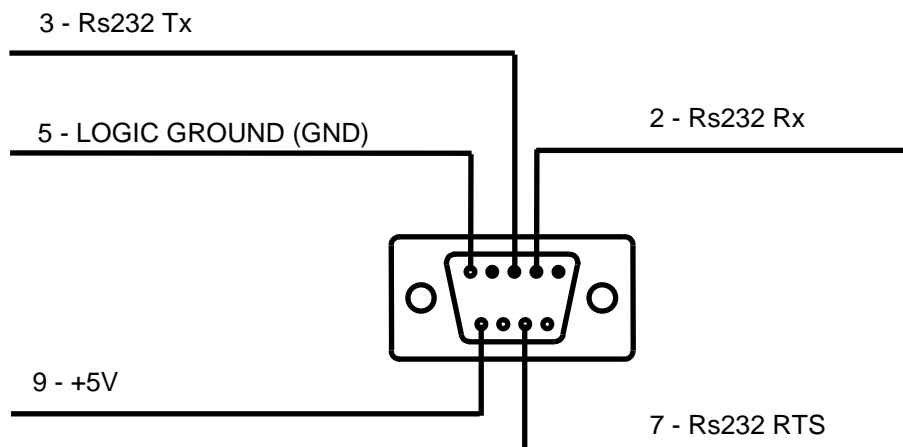 3 - Rs232 Tx
5 - LOGIC GROUND (GND)
2 - Rs232 Rx
9 - +5V
7 - Rs232 RTS